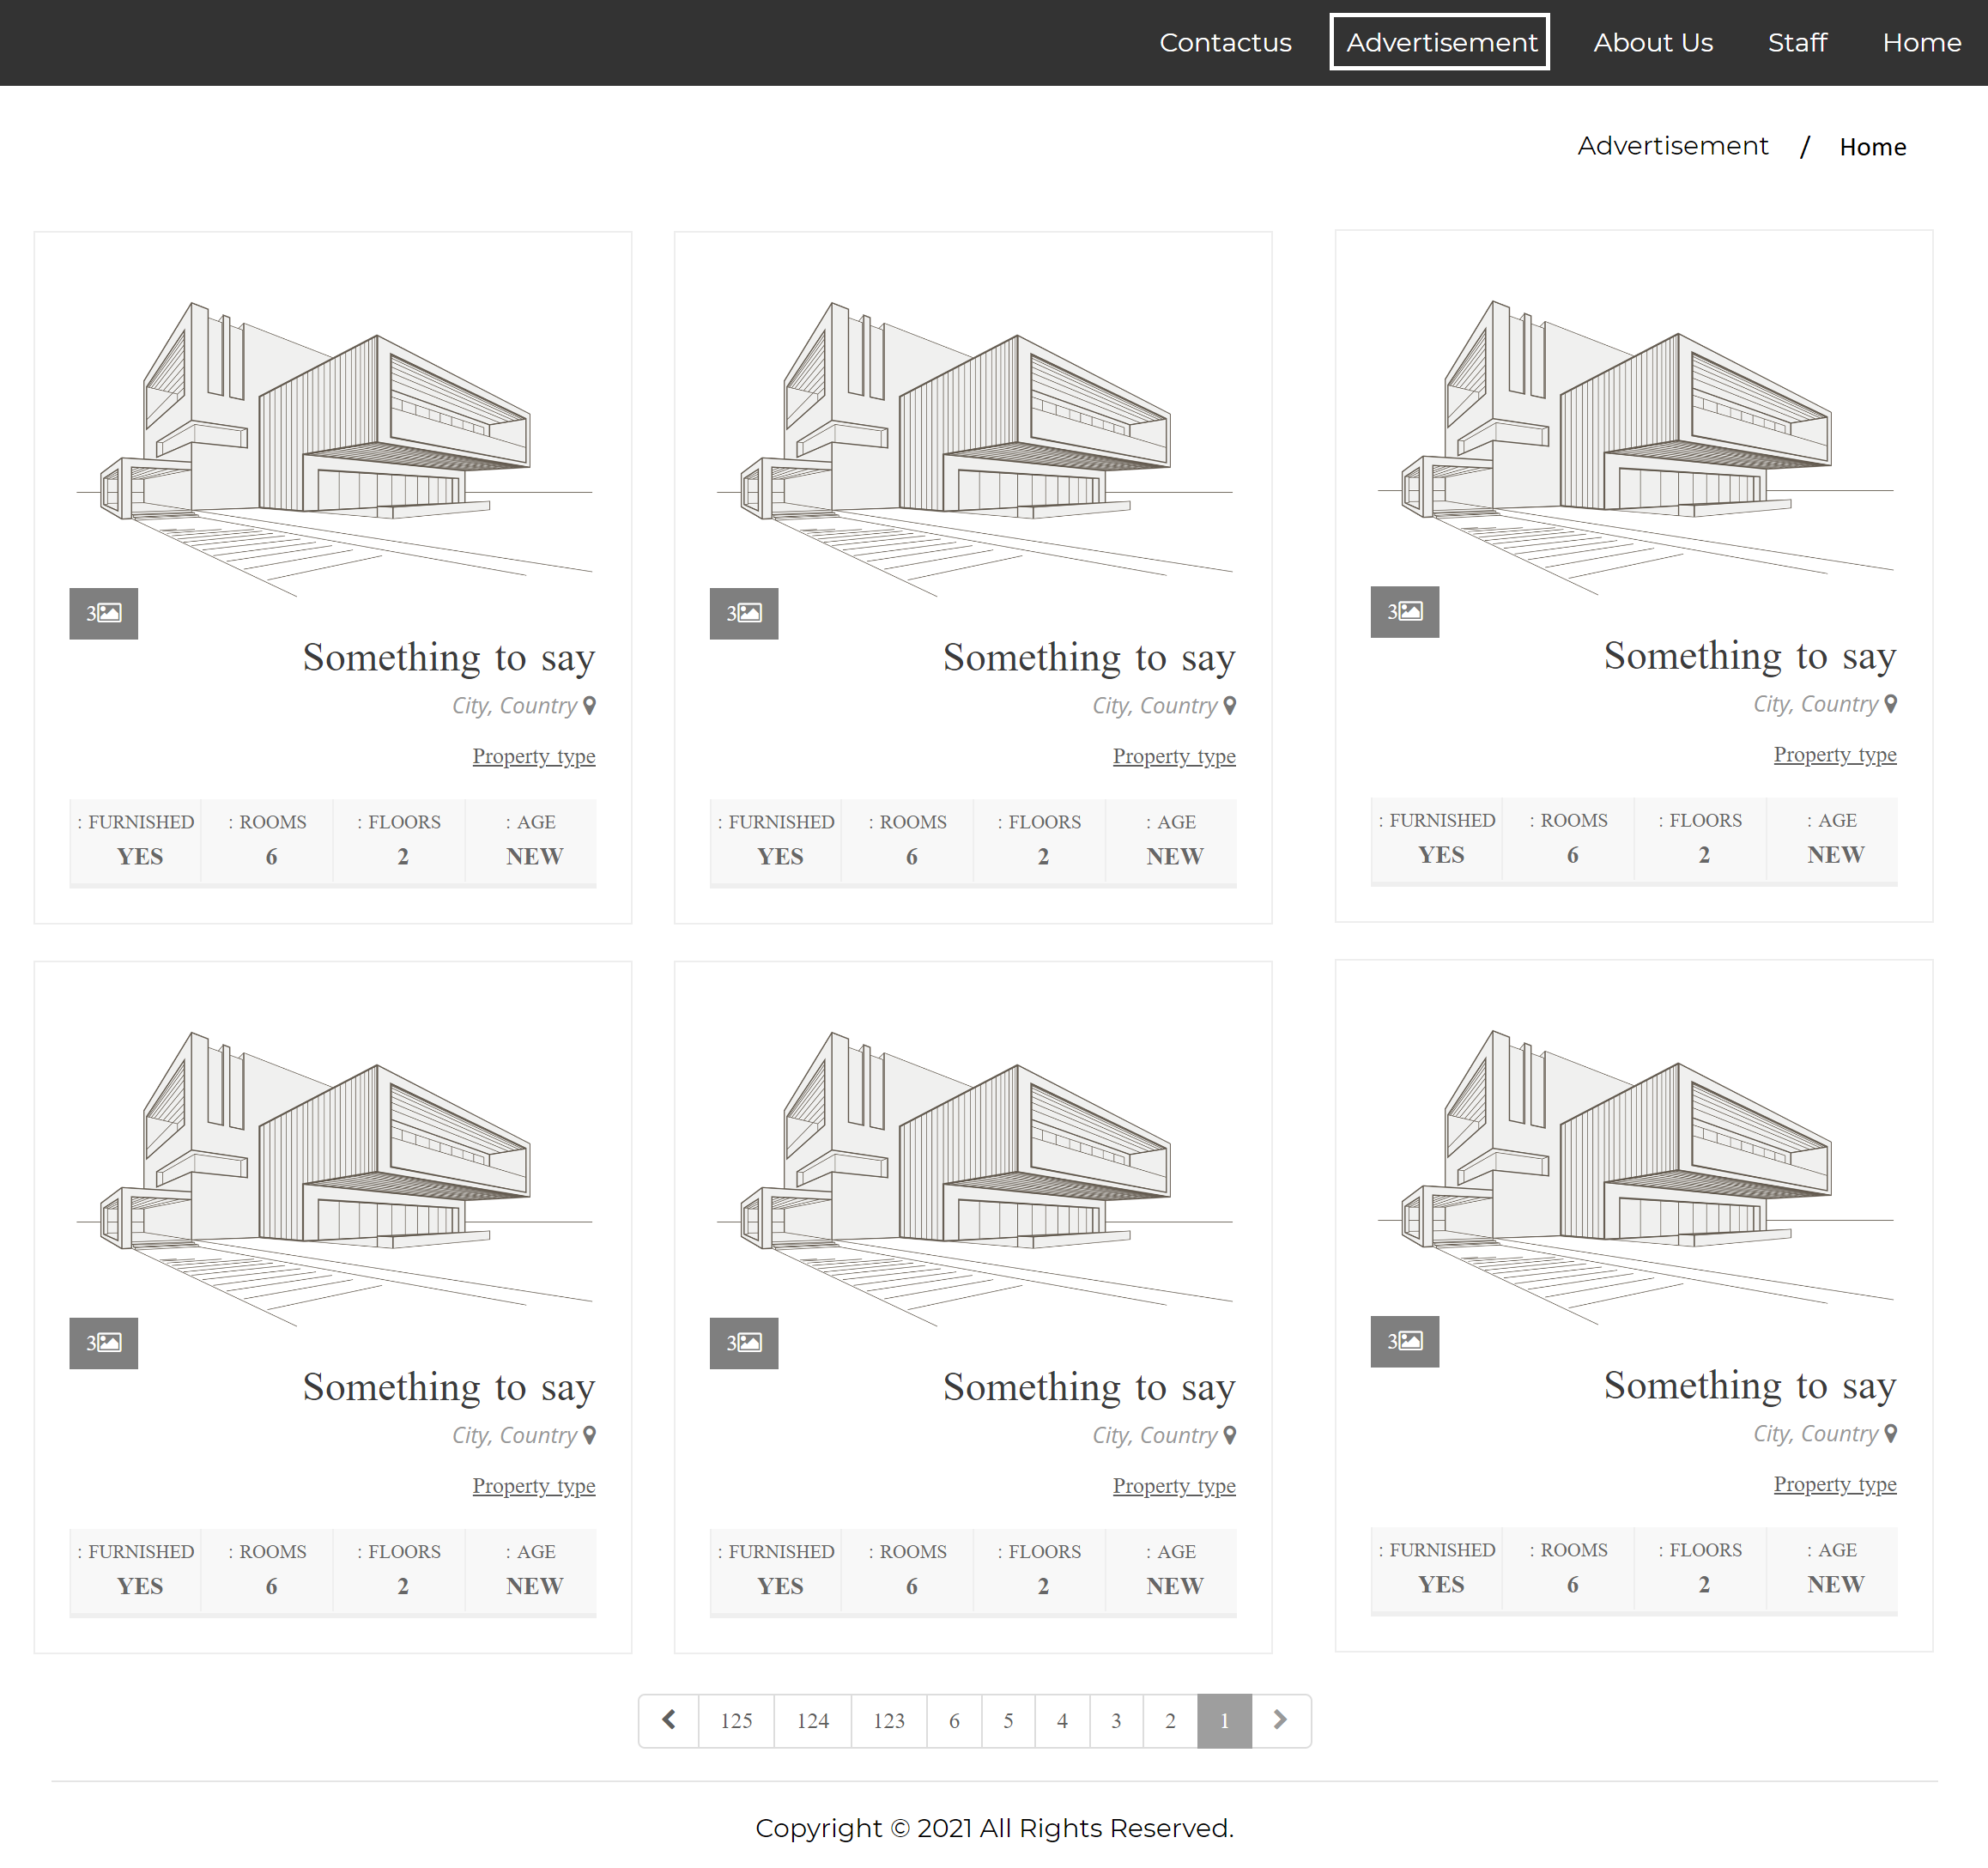 Contactus Advertisement About Us Staff Home
Advertisement / Home
3
Something to say
City, Country
Property type
: FURNISHED : ROOMS : FLOORS : AGE
YES 6 2 NEW
3
Something to say
City, Country
Property type
: FURNISHED : ROOMS : FLOORS : AGE
YES 6 2 NEW
3
Something to say
City, Country
Property type
: FURNISHED : ROOMS : FLOORS : AGE
YES 6 2 NEW
3
Something to say
City, Country
Property type
: FURNISHED : ROOMS : FLOORS : AGE
YES 6 2 NEW
3
Something to say
City, Country
Property type
: FURNISHED : ROOMS : FLOORS : AGE
YES 6 2 NEW
3
Something to say
City, Country
Property type
: FURNISHED : ROOMS : FLOORS : AGE
YES 6 2 NEW
125 124 123 6 5 4 3 2 1
Copyright © 2021 All Rights Reserved.